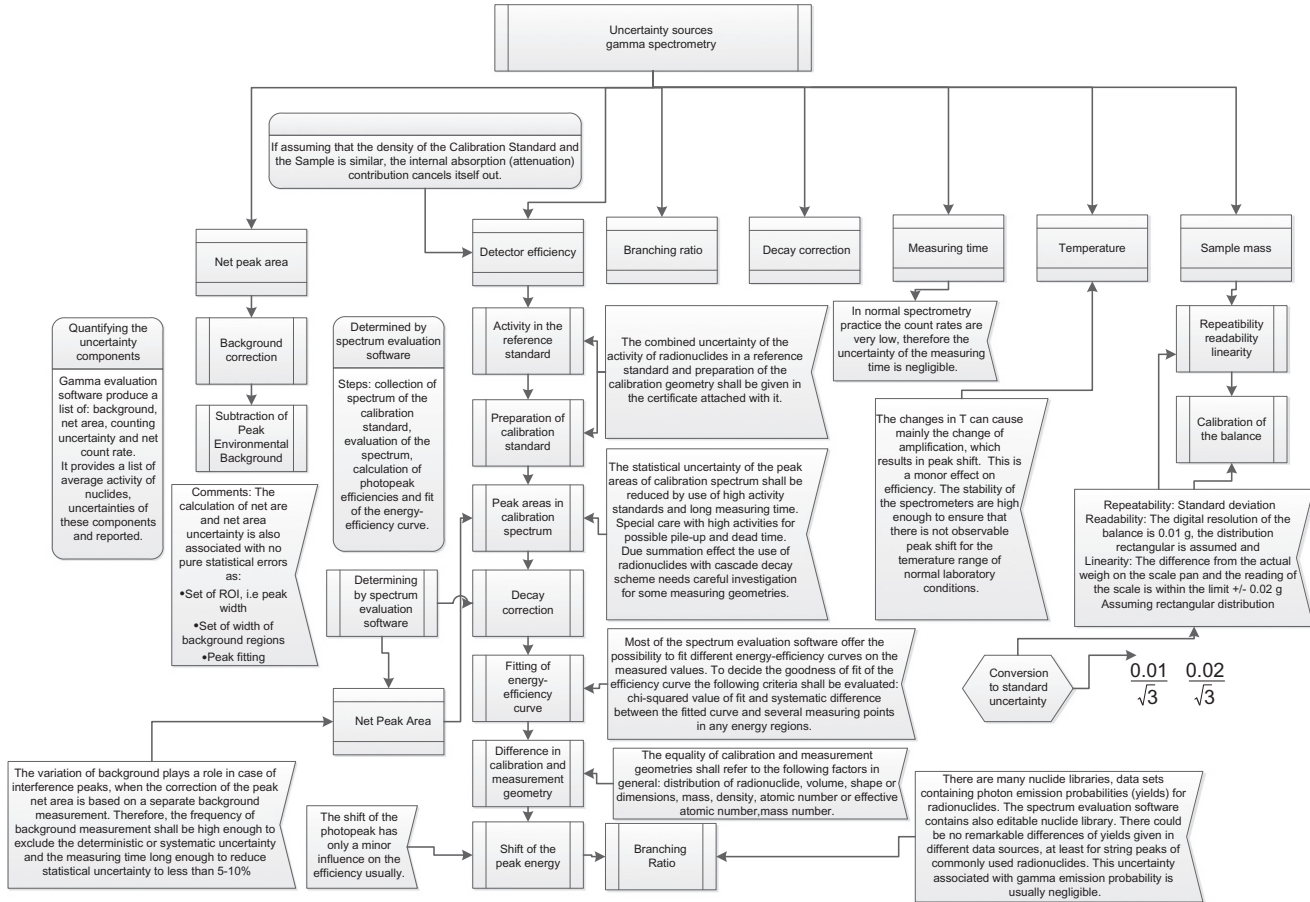 Uncertainty sources
gamma spectrometry
If assuming that the density of the Calibration Standard and
the Sample is similar, the internal absorption (attenuation)
contribution cancels itself out.
Net peak area
Detector efficiency
Branching ratio
Decay correction
Measuring time
Temperature
Sample mass
Quantifying the
uncertainty
components
Gamma evaluation
software produce a
list of: background,
net area, counting
uncertainty and net
count rate.
It provides a list of
average activity of
nuclides,
uncertainties of
these components
and reported.
Background
correction
Subtraction of
Peak
Environmental
Background
Comments: The
calculation of net are
and net area
uncertainty is also
associated with no
pure statistical errors
as:
•Set of ROI, i.e peak
width
•Set of width of
background regions
•Peak fitting
Determined by
spectrum evaluation
software
Steps: collection of
spectrum of the
calibration
standard,
evaluation of the
spectrum,
calculation of
photopeak
efficiencies and fit
of the energy-
efficiency curve.
Determining
by spectrum
evaluation
software
Net Peak Area
Activity in the
reference
standard
Preparation of
calibration
standard
Peak areas in
calibration
spectrum
Decay
correction
Fitting of
energy-
efficiency
curve
Difference in
calibration and
measurement
geometry
Shift of the
peak energy
Branching
Ratio
The combined uncertainty of the
activity of radionuclides in a reference
standard and preparation of the
calibration geometry shall be given in
the certificate attached with it.
The statistical uncertainty of the peak
areas of calibration spectrum shall be
reduced by use of high activity
standards and long measuring time.
Special care with high activities for
possible pile-up and dead time.
Due summation effect the use of
radionuclides with cascade decay
scheme needs careful investigation
for some measuring geometries.
Most of the spectrum evaluation software offer the
possibility to fit different energy-efficiency curves on the
measured values. To decide the goodness of fit of the
efficiency curve the following criteria shall be evaluated:
chi-squared value of fit and systematic difference
between the fitted curve and several measuring points
in any energy regions.
The equality of calibration and measurement
geometries shall refer to the following factors in
general: distribution of radionuclide, volume, shape or
dimensions, mass, density, atomic number or effective
atomic number,mass number.
In normal spectrometry
practice the count rates are
very low, therefore the
uncertainty of the measuring
time is negligible.
The changes in T can cause
mainly the change of
amplification, which
results in peak shift. This is
a monor effect on
efficiency. The stability of
the spectrometers are high
enough to ensure that
there is not observable
peak shift for the
temerature range of
normal laboratory
conditions.
Repeatibility
readability
linearity
Calibration of
the balance
Repeatability: Standard deviation
Readability: The digital resolution of the
balance is 0.01 g, the distribution
rectangular is assumed and
Linearity: The difference from the actual
weigh on the scale pan and the reading of
the scale is within the limit +/- 0.02 g
Assuming rectangular distribution
Conversion
to standard
uncertainty
0.01 0.02
√3 √3
The variation of background plays a role in case of
interference peaks, when the correction of the peak
net area is based on a separate background
measurement. Therefore, the frequency of
background measurement shall be high enough to
exclude the deterministic or systematic uncertainty
and the measuring time long enough to reduce
statistical uncertainty to less than 5-10%
The shift of the
photopeak has
only a minor
influence on the
efficiency usually.
There are many nuclide libraries, data sets
containing photon emission probabilities (yields) for
radionuclides. The spectrum evaluation software
contains also editable nuclide library. There could
be no remarkable differences of yields given in
different data sources, at least for string peaks of
commonly used radionuclides. This uncertainty
associated with gamma emission probability is
usually negligible.